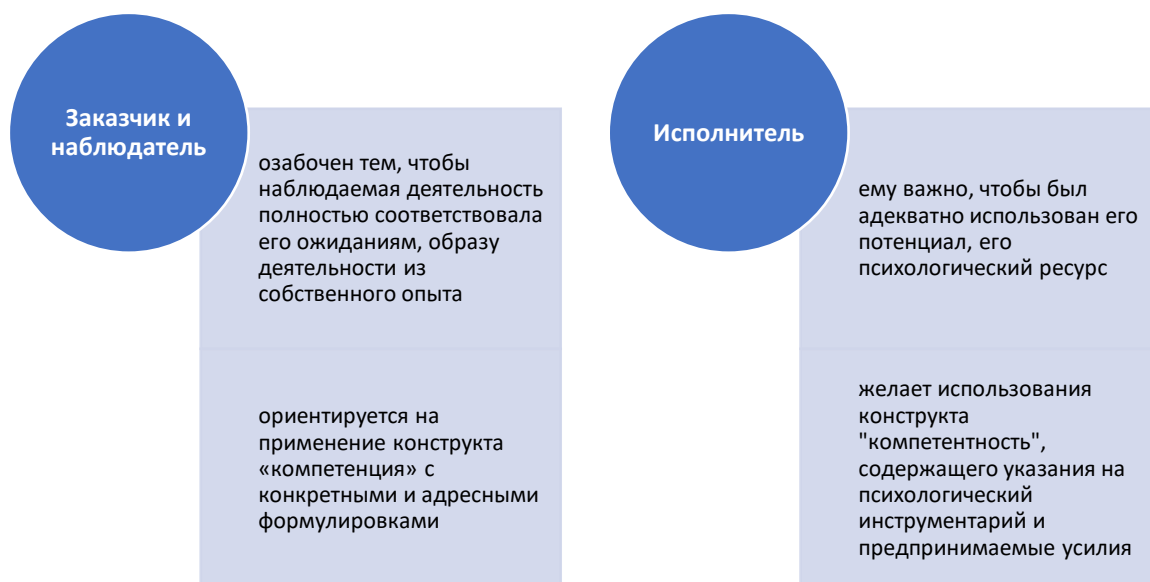 Заказчик и
наблюдатель
озабочен тем, чтобы
наблюдаемая деятельность
полностью соответствовала
его ожиданиям, образу
деятельности из
собственного опыта
ориентируется на
применение конструкта
«компетенция» с
конкретными и адресными
формулировками
Исполнитель
ему важно, чтобы был
адекватно использован его
потенциал, его
психологический ресурс
желает использования
конструкта
"компетентность",
содержащего указания на
психологический
инструментарий и
предпринимаемые усилия